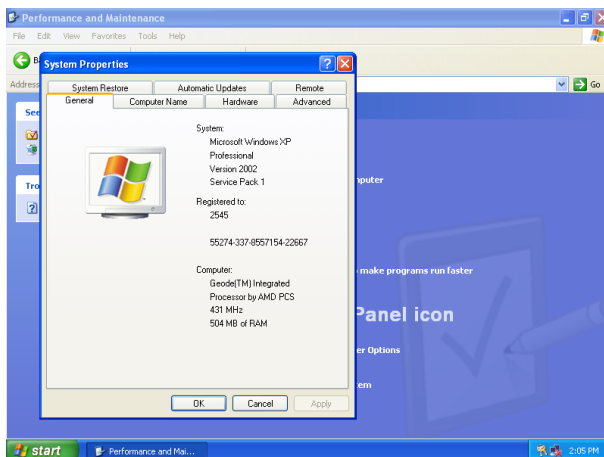 Performance and Maintenance
File Edit View Favorites Tools Help
Address
Go
System Properties
System Restore Automatic Updates Remote
General Computer Name Hardware Advanced
System:
Microsoft Windows XP
Professional
Version 2002
Service Pack 1
Registered to:
2545
55274-337-8557154-22667
Computer:
Geode(TM) Integrated
Processor by AMD PCS
431 MHz
504 MB of RAM
OK Cancel Apply
See
Tro
mputer
make programs run faster
Panel icon
er Options
em
start Performance and Mai... 2:05 PM